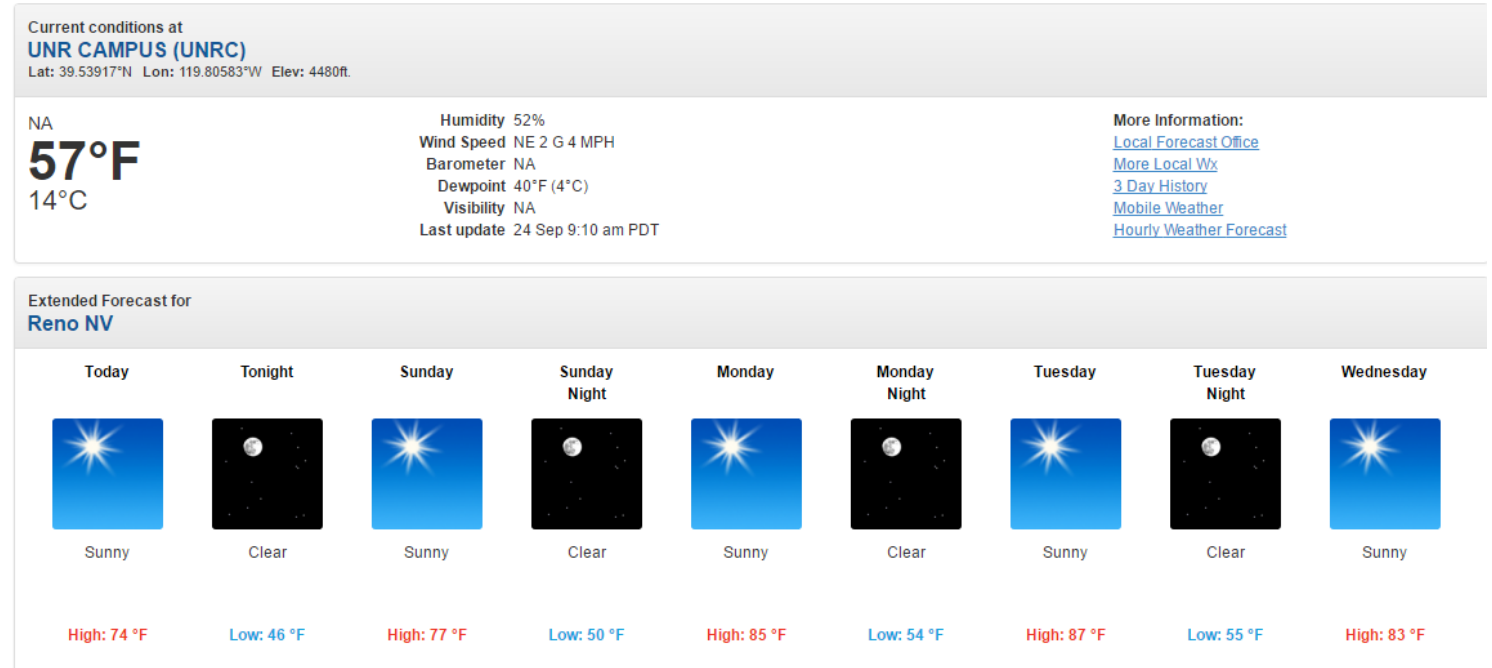 Current conditions at
UNR CAMPUS (UNRC)
Lat: 39.53917°N Lon: 119.80583°W Elev: 4480ft.
NA
57°F
14°C
Humidity 52%
Wind Speed NE 2 G 4 MPH
Barometer NA
Dewpoint 40°F (4°C)
Visibility NA
Last update 24 Sep 9:10 am PDT
More Information:
Local Forecast Office
More Local Wx
3 Day History
Mobile Weather
Hourly Weather Forecast
Extended Forecast for
Reno NV
Today Tonight Sunday Sunday Monday Monday Tuesday Tuesday Wednesday
Night Night Night
Sunny Clear Sunny Clear Sunny Clear Sunny Clear Sunny
High: 74 °F Low: 46 °F High: 77 °F Low: 50 °F High: 85 °F Low: 54 °F High: 87 °F Low: 55 °F High: 83 °F